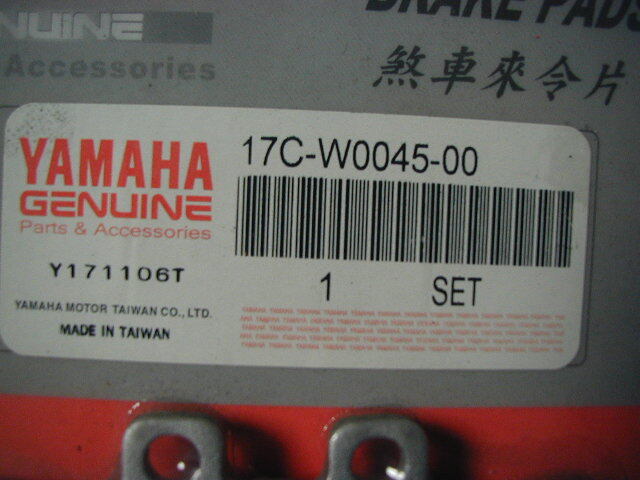 NUINE
Accessories
BRAKE PADS
煞車來令片
YAMAHA
GENUINE
Parts & Accessories
Y171106T
YAMAHA MOTOR TAIWAN CO., LTD.
MADE IN TAIWAN
17C-W0045-00
1 SET